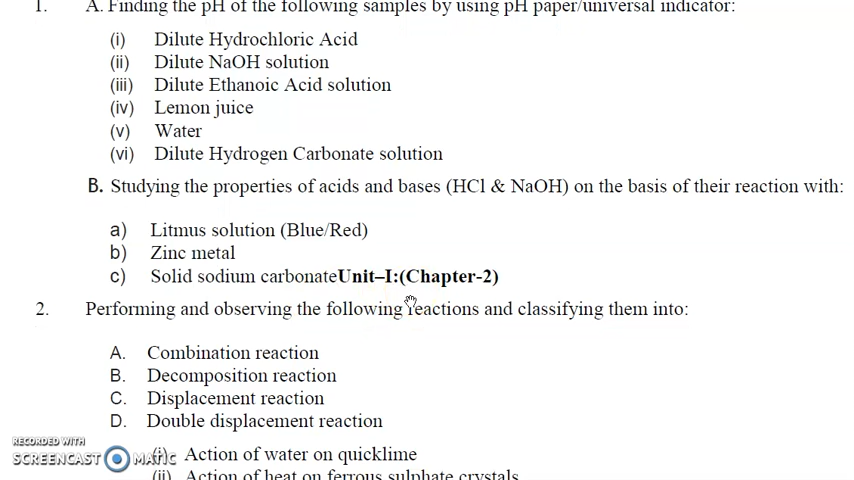 1. A. Finding the pH of the following samples by using pH paper/universal indicator:
(i) Dilute Hydrochloric Acid
(ii) Dilute NaOH solution
(iii) Dilute Ethanoic Acid solution
(iv) Lemon juice
(v) Water
(vi) Dilute Hydrogen Carbonate solution
B. Studying the properties of acids and bases (HCl & NaOH) on the basis of their reaction with:
a) Litmus solution (Blue/Red)
b) Zinc metal
c) Solid sodium carbonateUnit–I:(Chapter-2)
2. Performing and observing the following reactions and classifying them into:
A. Combination reaction
B. Decomposition reaction
C. Displacement reaction
D. Double displacement reaction
(i) Action of water on quicklime
(ii) Action of heat on ferrous sulphate crystals
RECORDED WITH
SCREENCAST MATIC